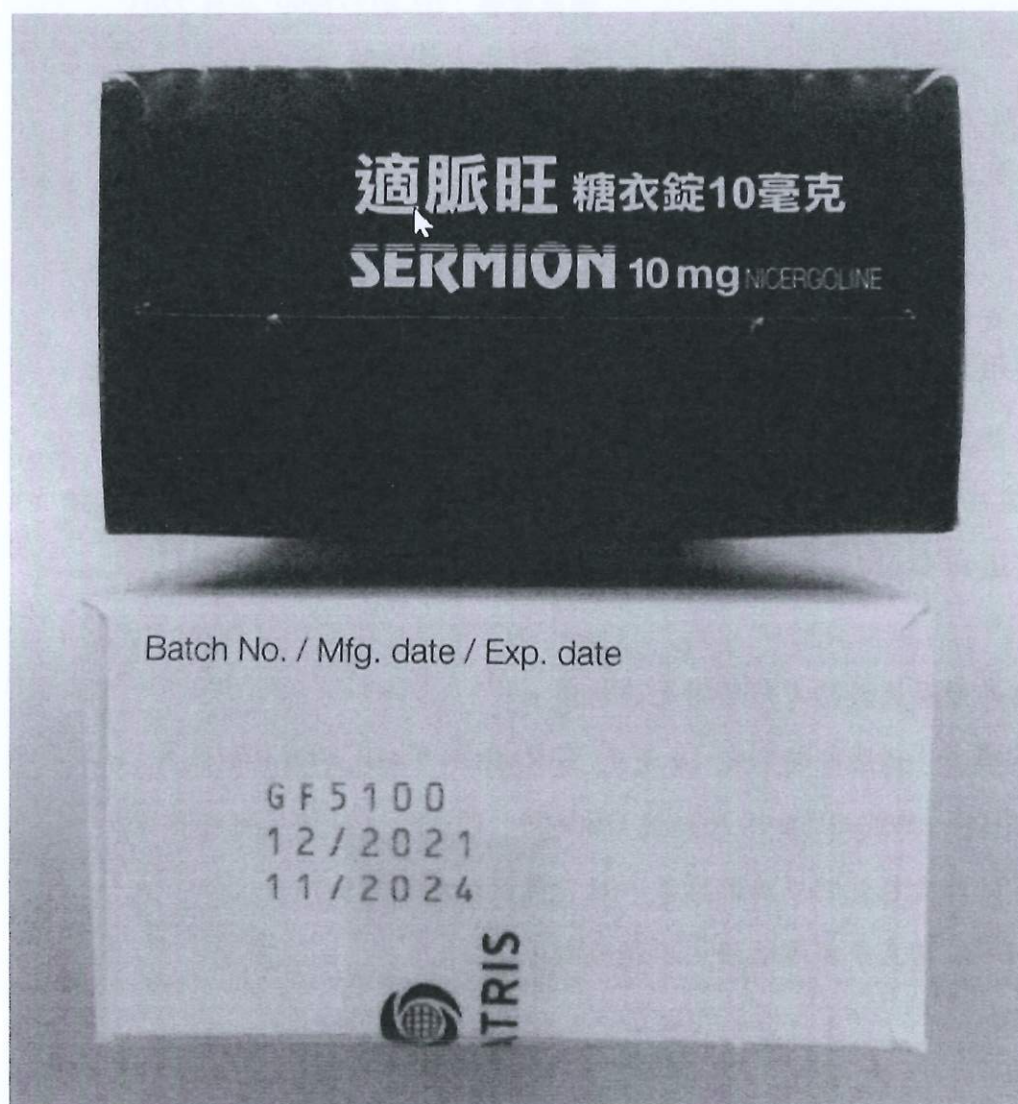 適脈旺 糖衣錠10毫克
SERMION 10 mg NICERGOLINE
Batch No. / Mfg. date / Exp. date
GF5100
12/2021
11/2024
ATRIS